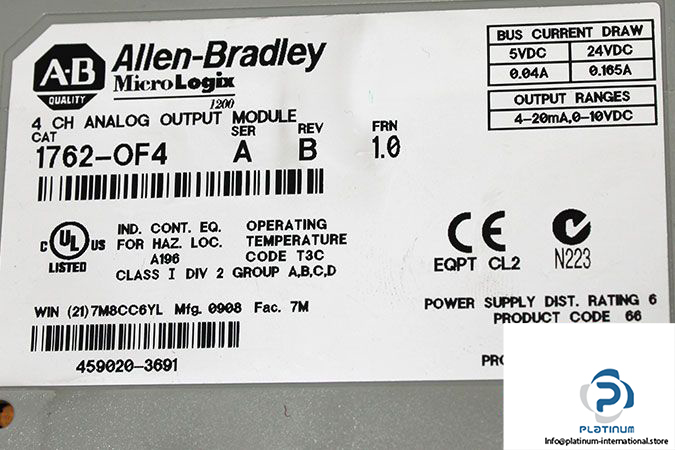 A-B
QUALITY
Allen-Bradley
MicroLogix
1200
4 CH ANALOG OUTPUT MODULE
CAT SER REV FRN
1762-OF4 A B 1.0
BUS CURRENT DRAW
5VDC 24VDC
0.04A 0.165A
OUTPUT RANGES
4-20mA,0-10VDC
C UL US
LISTED
IND. CONT. EQ.
FOR HAZ. LOC.
A196
OPERATING
TEMPERATURE
CODE T3C
CLASS I DIV 2 GROUP A,B,C,D
CE
EQPT CL2
N223
WIN (21)7M8CC6YL Mfg. 0908 Fac. 7M
459020-3691
POWER SUPPLY DIST. RATING 6
PRODUCT CODE 66
PLATINUM
Info@platinum-international.store